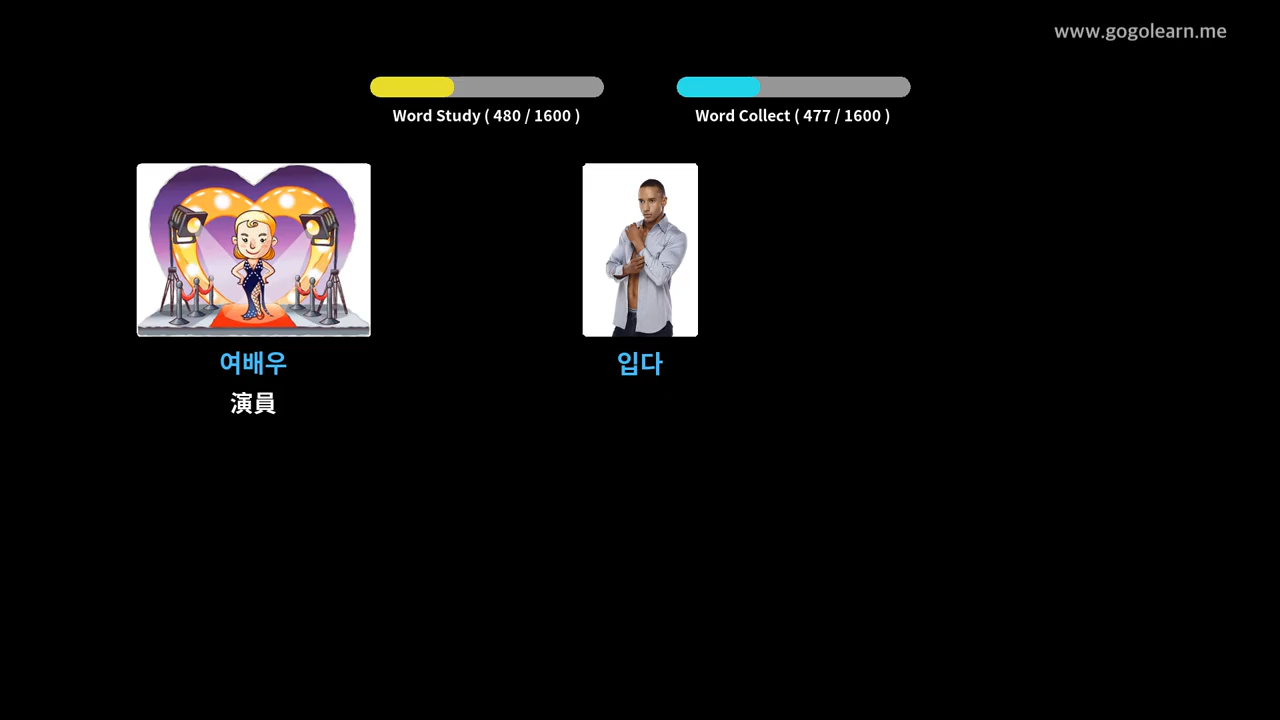 www.gogolearn.me
Word Study ( 480 / 1600 )
Word Collect ( 477 / 1600 )
여배우
演員
입다